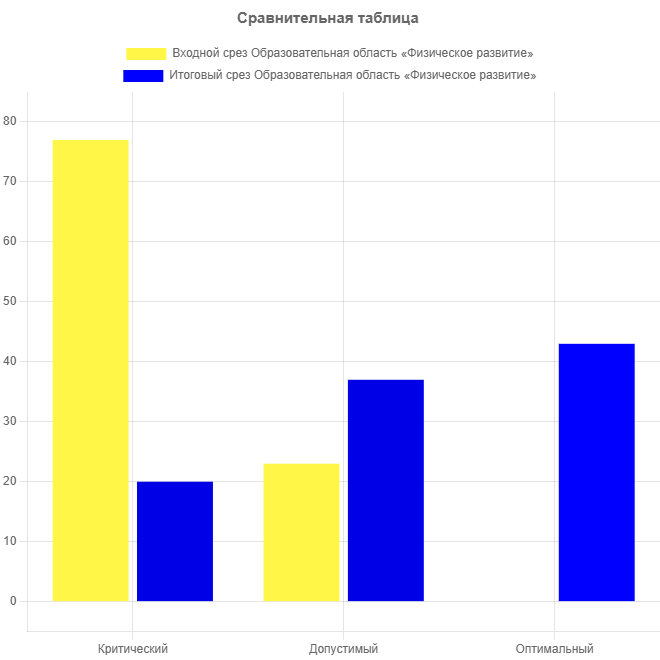 Сравнительная таблица
Входной срез Образовательная область «Физическое развитие»
Итоговый срез Образовательная область «Физическое развитие»
80
70
60
50
40
30
20
10
0
Критический
Допустимый
Оптимальный